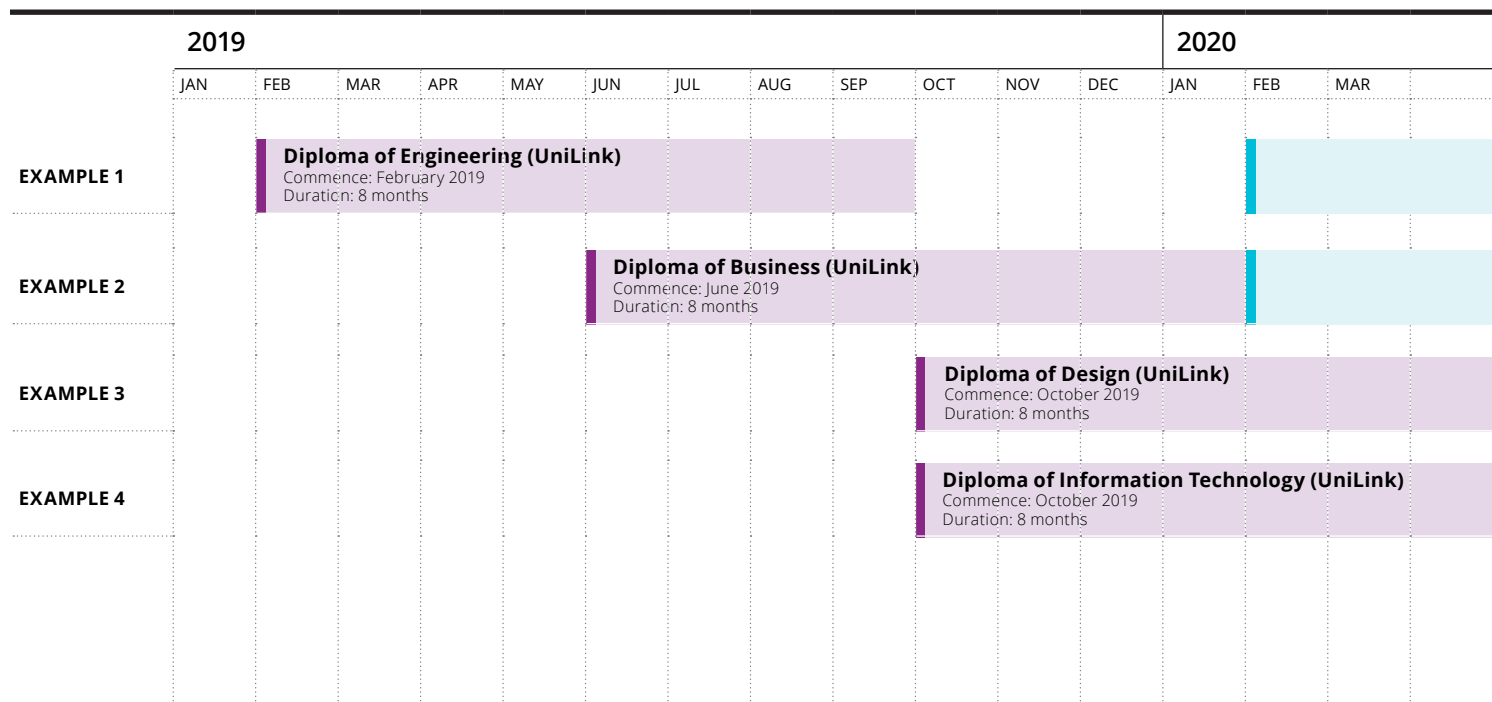 2019 2020
JAN FEB MAR APR MAY JUN JUL AUG SEP OCT NOV DEC JAN FEB MAR
EXAMPLE 1
Diploma of Engineering (UniLink)
Commence: February 2019
Duration: 8 months
EXAMPLE 2
Diploma of Business (UniLink)
Commence: June 2019
Duration: 8 months
EXAMPLE 3
Diploma of Design (UniLink)
Commence: October 2019
Duration: 8 months
EXAMPLE 4
Diploma of Information Technology (UniLink)
Commence: October 2019
Duration: 8 months